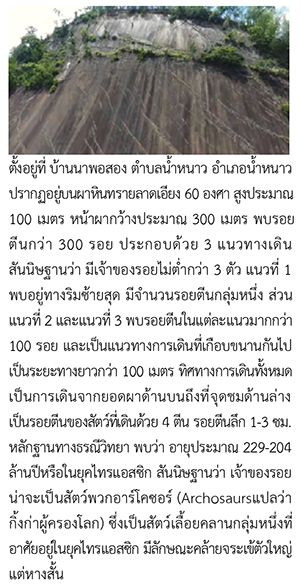 ตั้งอยู่ที่ บ้านนาพอสอง ตำบลน้ำหนาว อำเภอน้ำหนาว
ปรากฏอยู่บนผาหินทรายลาดเอียง 60 องศา สูงประมาณ
100 เมตร หน้าผากว้างประมาณ 300 เมตร พบรอย
ตีนกว่า 300 รอย ประกอบด้วย 3 แนวทางเดิน
สันนิษฐานว่า มีเจ้าของรอยไม่ต่ำกว่า 3 ตัว แนวที่ 1
พบอยู่ทางริมซ้ายสุด มีจำนวนรอยตีนกลุ่มหนึ่ง ส่วน
แนวที่ 2 และแนวที่ 3 พบรอยตีนในแต่ละแนวมากกว่า
100 รอย และเป็นแนวทางการเดินที่เกือบขนานกันไป
เป็นระยะทางยาวกว่า 100 เมตร ทิศทางการเดินทั้งหมด
เป็นการเดินจากยอดผาด้านบนถึงที่จุดชมด้านล่าง
เป็นรอยตีนของสัตว์ที่เดินด้วย 4 ตีน รอยตีนลึก 1-3 ซม.
หลักฐานทางธรณีวิทยา พบว่า อายุประมาณ 229-204
ล้านปีหรือในยุคไทรแอสซิก สันนิษฐานว่า เจ้าของรอย
น่าจะเป็นสัตว์พวกอาร์โคซอร์ (Archosaursแปลว่า
กิ้งก่าผู้ครองโลก) ซึ่งเป็นสัตว์เลื้อยคลานกลุ่มหนึ่งที่
อาศัยอยู่ในยุคไทรแอสซิก มีลักษณะคล้ายจระเข้ตัวใหญ่
แต่หางสั้น